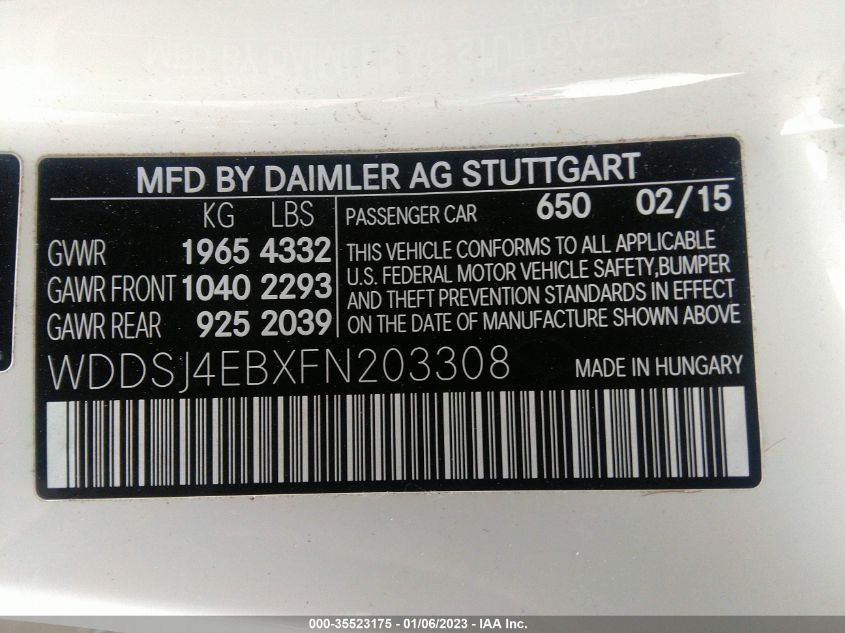 MFD BY DAIMLER AG STUTTGART
KG LBS
GVWR 1965 4332
GAWR FRONT 1040 2293
GAWR REAR 925 2039
PASSENGER CAR 650 02/15
THIS VEHICLE CONFORMS TO ALL APPLICABLE
U.S. FEDERAL MOTOR VEHICLE SAFETY,BUMPER
AND THEFT PREVENTION STANDARDS IN EFFECT
ON THE DATE OF MANUFACTURE SHOWN ABOVE
WDDSJ4EBXFN203308 MADE IN HUNGARY
000-35523175 - 01/06/2023 - IAA Inc.